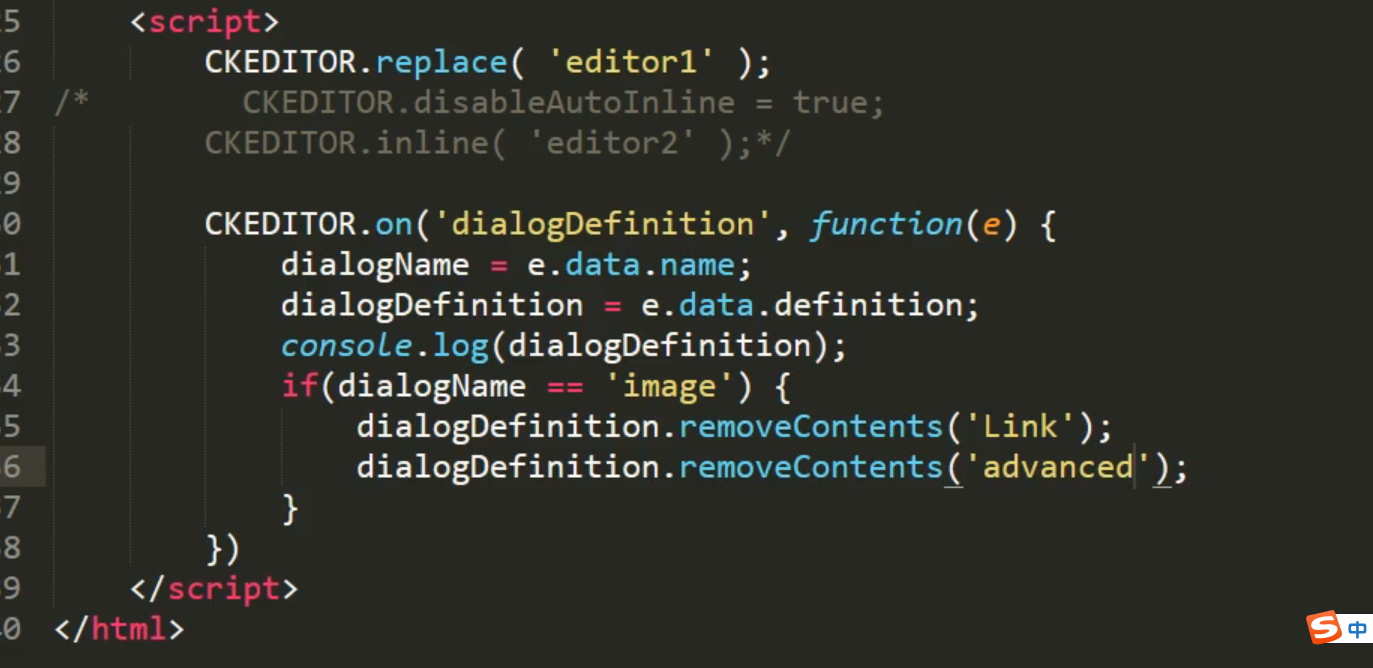 5 <script>
6 CKEDITOR.replace( 'editor1' );
7 /* CKEDITOR.disableAutoInline = true;
8 CKEDITOR.inline( 'editor2' );*/
9
0 CKEDITOR.on('dialogDefinition', function(e) {
1 dialogName = e.data.name;
2 dialogDefinition = e.data.definition;
3 console.log(dialogDefinition);
4 if(dialogName == 'image') {
5 dialogDefinition.removeContents('Link');
6 dialogDefinition.removeContents('advanced');
7 }
8 })
9 </script>
0 </html>
S 中